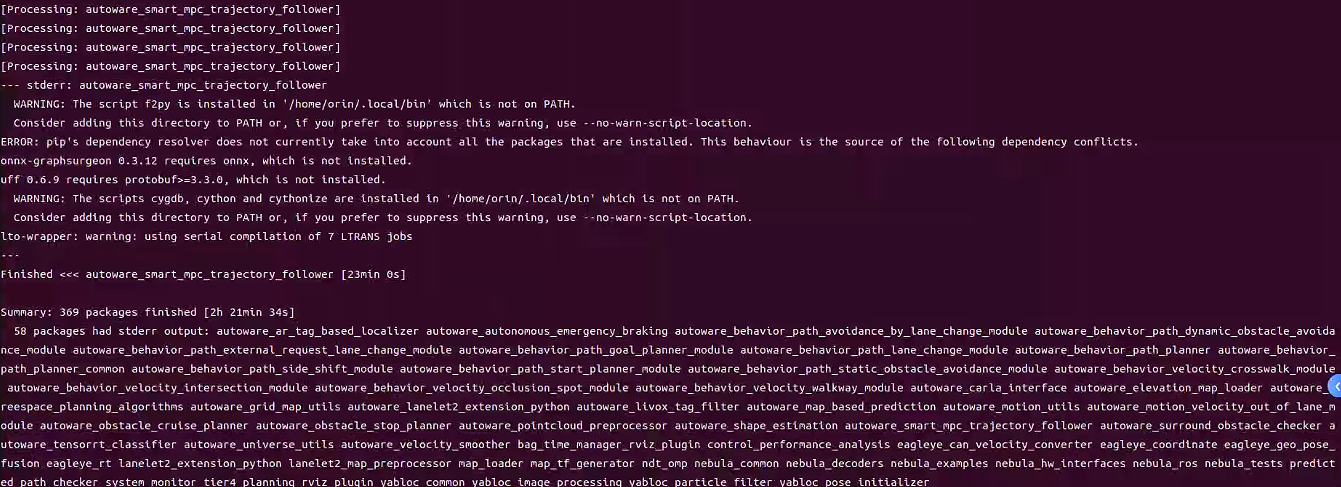 [Processing: autoware_smart_mpc_trajectory_follower]
[Processing: autoware_smart_mpc_trajectory_follower]
[Processing: autoware_smart_mpc_trajectory_follower]
[Processing: autoware_smart_mpc_trajectory_follower]
--- stderr: autoware_smart_mpc_trajectory_follower
  WARNING: The script f2py is installed in '/home/orin/.local/bin' which is not on PATH.
  Consider adding this directory to PATH or, if you prefer to suppress this warning, use --no-warn-script-location.
ERROR: pip's dependency resolver does not currently take into account all the packages that are installed. This behaviour is the source of the following dependency conflicts.
onnx-graphsurgeon 0.3.12 requires onnx, which is not installed.
uff 0.6.9 requires protobuf>=3.3.0, which is not installed.
  WARNING: The scripts cygdb, cython and cythonize are installed in '/home/orin/.local/bin' which is not on PATH.
  Consider adding this directory to PATH or, if you prefer to suppress this warning, use --no-warn-script-location.
lto-wrapper: warning: using serial compilation of 7 LTRANS jobs
---
Finished <<< autoware_smart_mpc_trajectory_follower [23min 0s]
Summary: 369 packages finished [2h 21min 34s]
  58 packages had stderr output: autoware_ar_tag_based_localizer autoware_autonomous_emergency_braking autoware_behavior_path_avoidance_by_lane_change_module autoware_behavior_path_dynamic_obstacle_avoida
nce_module autoware_behavior_path_external_request_lane_change_module autoware_behavior_path_goal_planner_module autoware_behavior_path_lane_change_module autoware_behavior_path_planner autoware_behavior_
path_planner_common autoware_behavior_path_side_shift_module autoware_behavior_path_start_planner_module autoware_behavior_path_static_obstacle_avoidance_module autoware_behavior_velocity_crosswalk_module
 autoware_behavior_velocity_intersection_module autoware_behavior_velocity_occlusion_spot_module autoware_behavior_velocity_walkway_module autoware_carla_interface autoware_elevation_map_loader autoware_
reespace_planning_algorithms autoware_grid_map_utils autoware_lanelet2_extension_python autoware_livox_tag_filter autoware_map_based_prediction autoware_motion_utils autoware_motion_velocity_out_of_lane_m
odule autoware_obstacle_cruise_planner autoware_obstacle_stop_planner autoware_pointcloud_preprocessor autoware_shape_estimation autoware_smart_mpc_trajectory_follower autoware_surround_obstacle_checker a
utoware_tensorrt_classifier autoware_universe_utils autoware_velocity_smoother bag_time_manager_rviz_plugin control_performance_analysis eagleye_can_velocity_converter eagleye_coordinate eagleye_geo_pose_
fusion eagleye_rt lanelet2_extension_python lanelet2_map_preprocessor map_loader map_tf_generator ndt_omp nebula_common nebula_decoders nebula_examples nebula_hw_interfaces nebula_ros nebula_tests predict
ed_path_checker system_monitor tier4_planning_rviz_plugin yabloc_common yabloc_image_processing yabloc_particle_filter yabloc_pose_initializer